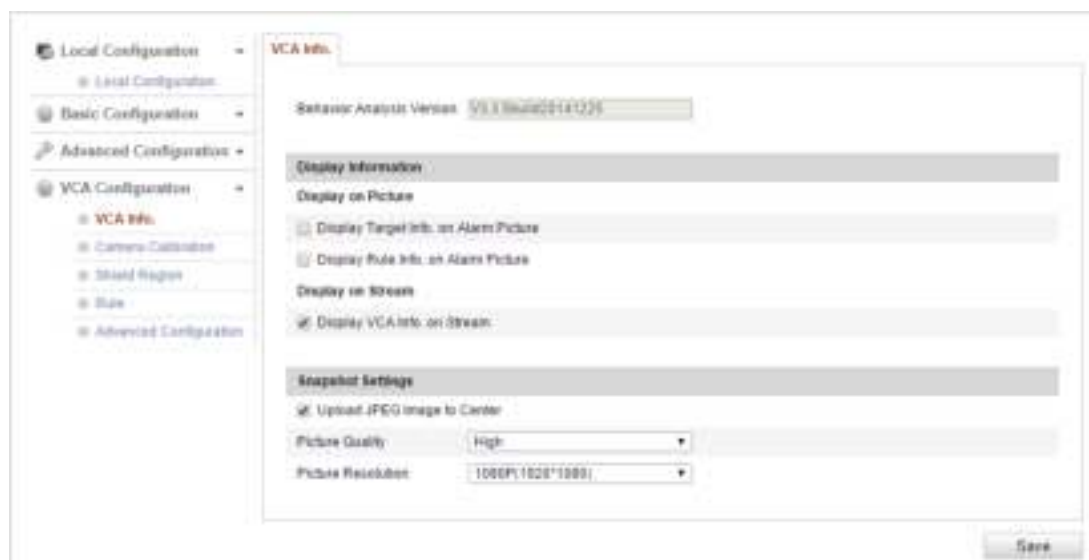 Local Configuration
Local Configuration
Basic Configuration
Advanced Configuration
VCA Configuration
VCA Info.
Camera Calibration
Shield Region
Rule
Advanced Configuration
VCA Info.
Behavior Analysis Version
Display Information
Display on Picture
Display Target Info. on Alarm Picture
Display Rule Info. on Alarm Picture
Display on Stream
Display VCA Info. on Stream
Snapshot Settings
Upload JPEG Image to Center
Picture Quality High
Picture Resolution 1080P(1920*1080)
Save